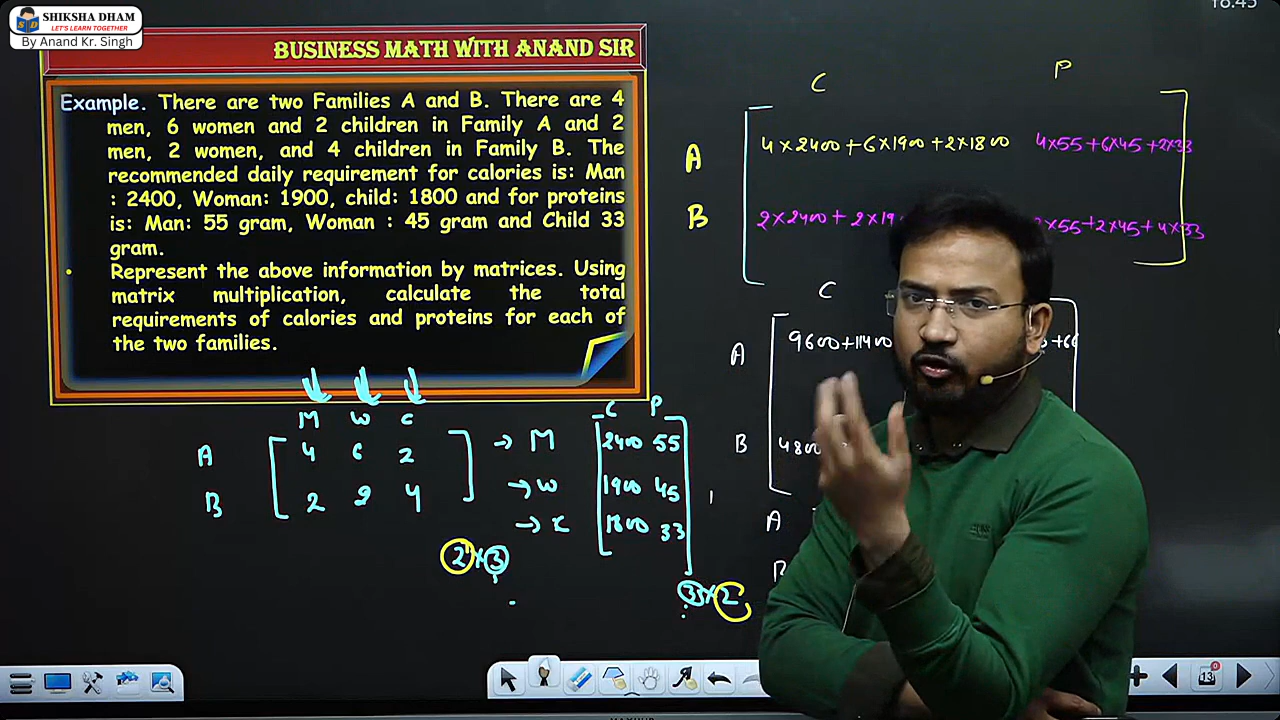 18:45
SHIKSHA DHAM
LET'S LEARN TOGETHER
By Anand Kr. Singh
BUSINESS MATH WITH ANAND SIR
Example. There are two Families A and B. There are 4
men, 6 women and 2 children in Family A and 2
men, 2 women, and 4 children in Family B. The
recommended daily requirement for calories is: Man
: 2400, Woman: 1900, child: 1800 and for proteins
is: Man: 55 gram, Woman : 45 gram and Child 33
gram.
• Represent the above information by matrices. Using
matrix multiplication, calculate the total
requirements of calories and proteins for each of
the two families.
M W C
A 4 6 2
B 2 2 4
2×3
C P
→ M 2400 55
→ W 1900 45
→ C 1800 33
3×2
C P
A 4×2400+6×1900+2×1800 4×55+6×45+2×33
B 2×2400+2×19 ×55+2×45+4×33
C
A 9600+11400 +66
B 4800
A
B
13